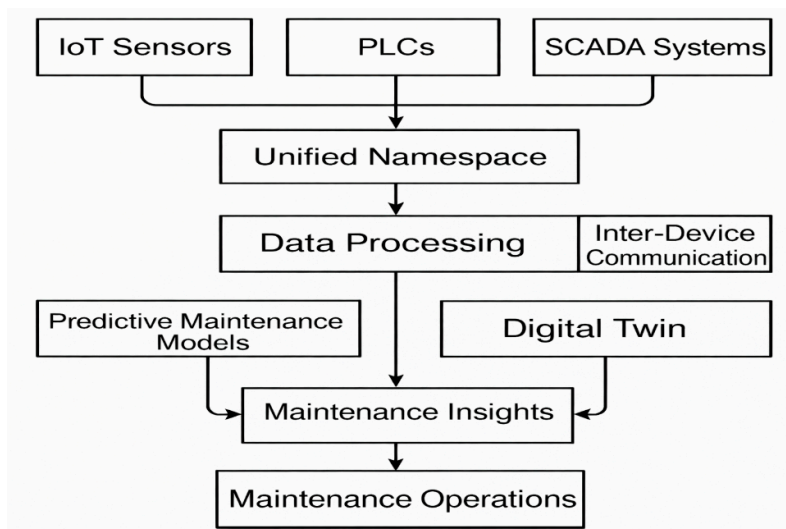 IoT Sensors
PLCs
SCADA Systems
Unified Namespace
Data Processing
Inter-Device
Communication
Predictive Maintenance
Models
Digital Twin
Maintenance Insights
Maintenance Operations